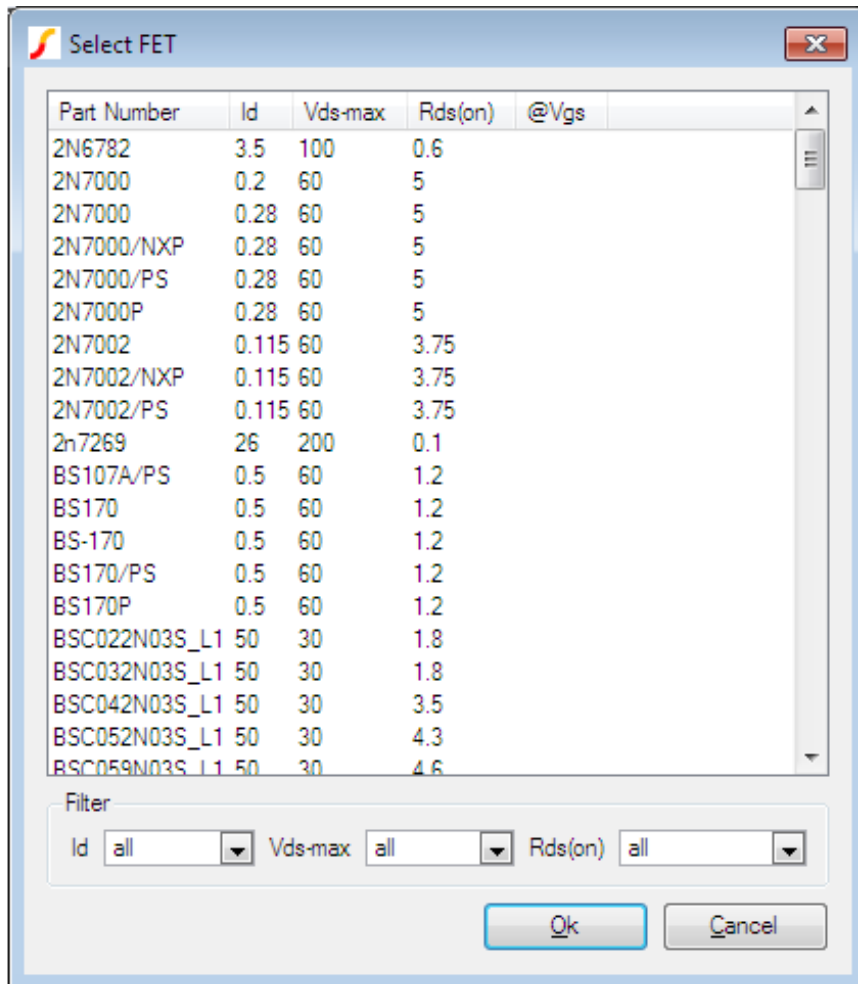 Select FET
Part Number Id Vds-max Rds(on) @Vgs
2N6782 3.5 100 0.6
2N7000 0.2 60 5
2N7000 0.28 60 5
2N7000/NXP 0.28 60 5
2N7000/PS 0.28 60 5
2N7000P 0.28 60 5
2N7002 0.115 60 3.75
2N7002/NXP 0.115 60 3.75
2N7002/PS 0.115 60 3.75
2n7269 26 200 0.1
BS107A/PS 0.5 60 1.2
BS170 0.5 60 1.2
BS-170 0.5 60 1.2
BS170/PS 0.5 60 1.2
BS170P 0.5 60 1.2
BSC022N03S_L1 50 30 1.8
BSC032N03S_L1 50 30 1.8
BSC042N03S_L1 50 30 3.5
BSC052N03S_L1 50 30 4.3
BSC059N03S_L1 50 30 4.6
Filter
Id all Vds-max all Rds(on) all
Ok Cancel